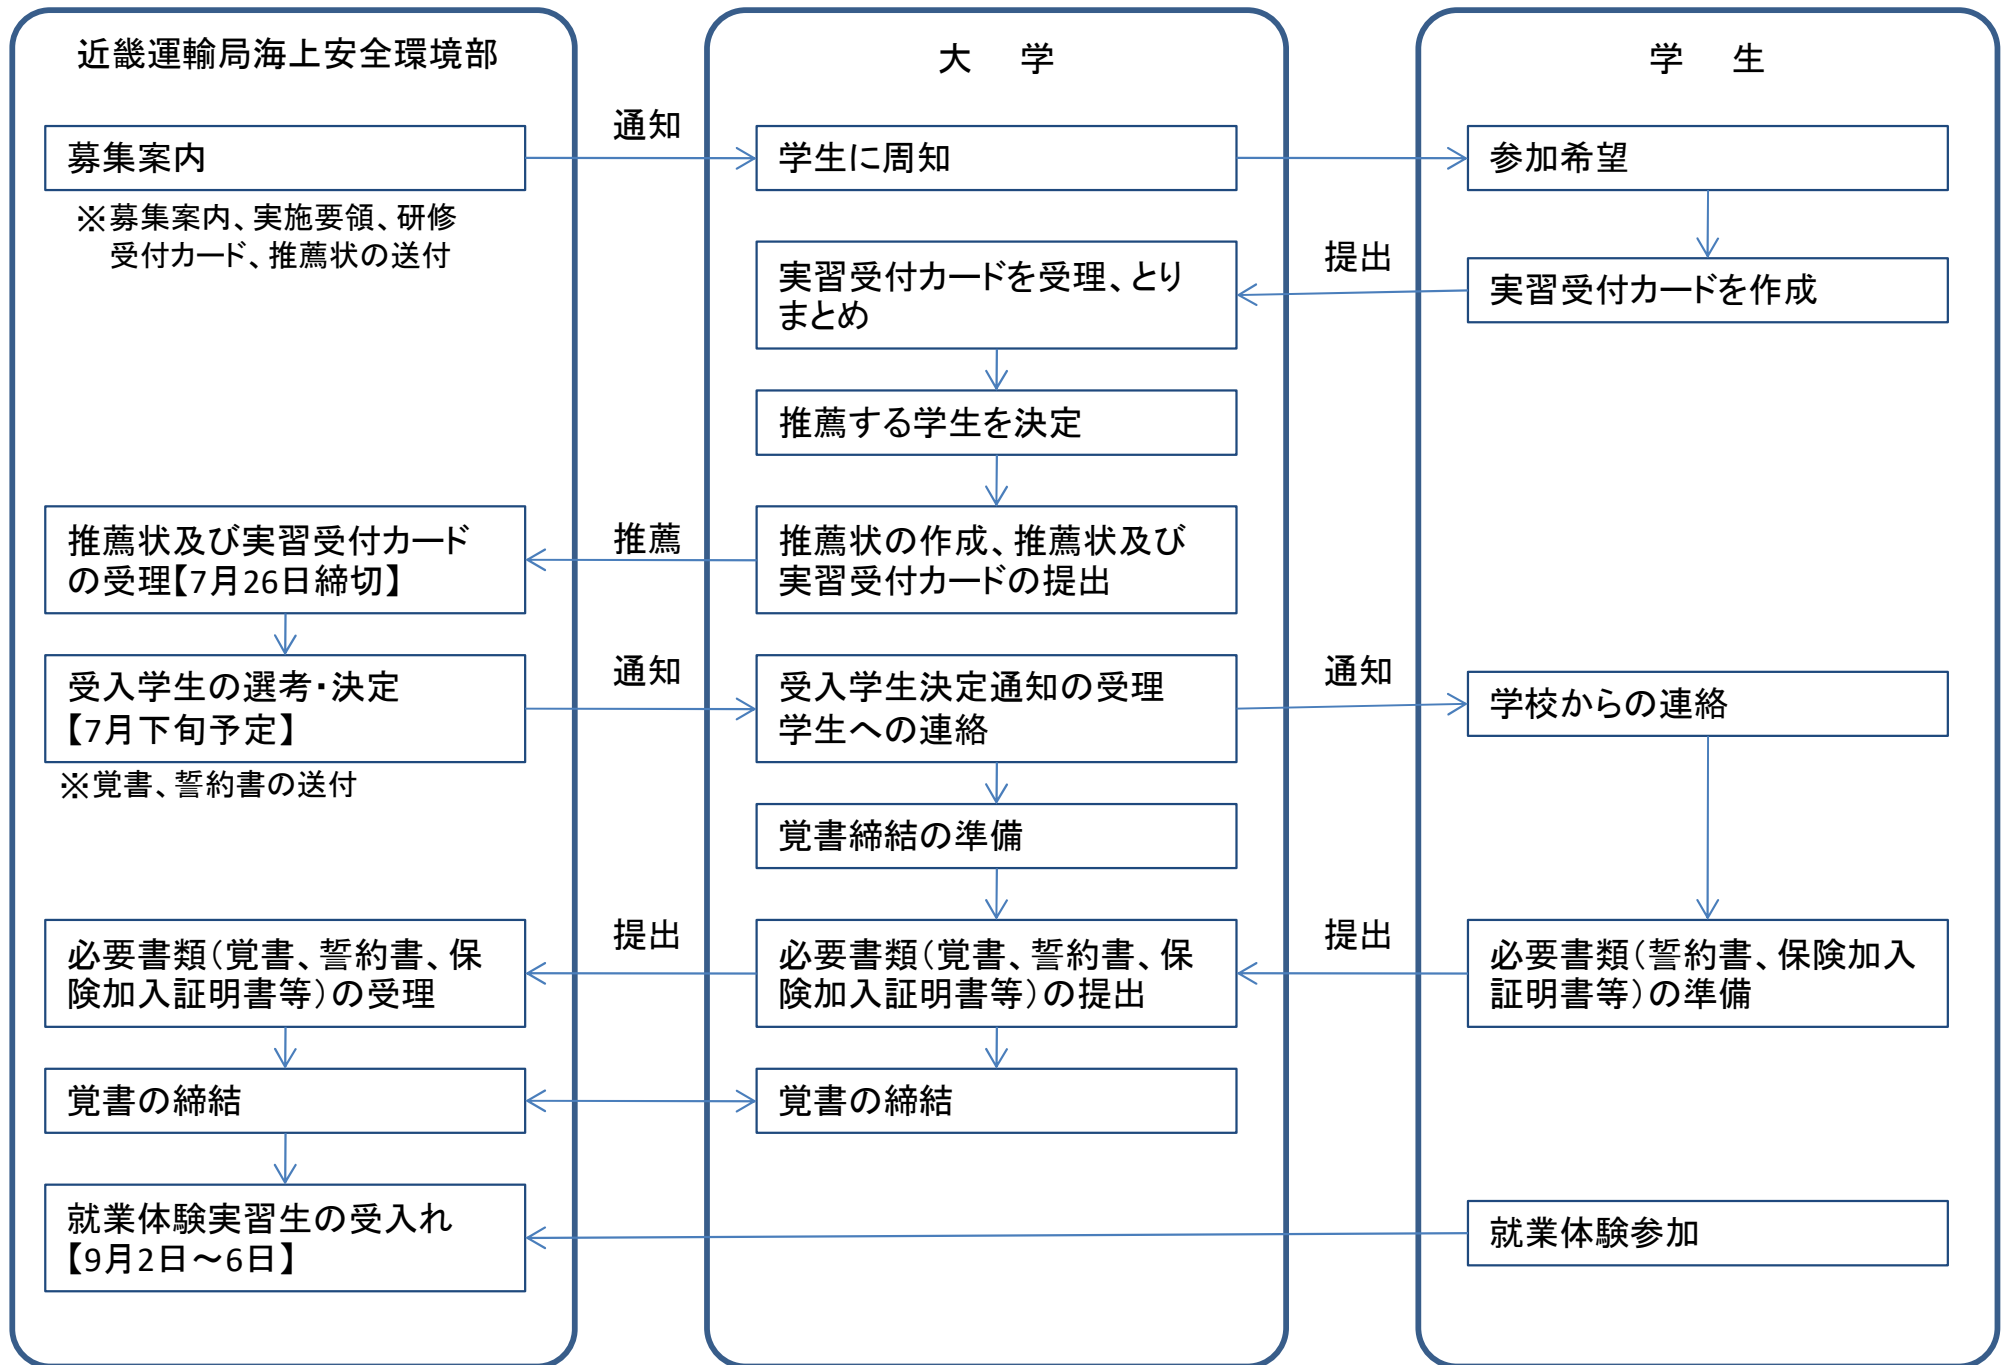 近畿運輸局海上安全環境部
大 学
学 生
募集案内
通知
学生に周知
参加希望
※募集案内、実施要領、研修
受付カード、推薦状の送付
実習受付カードを受理、とり
まとめ
提出
実習受付カードを作成
推薦する学生を決定
推薦状及び実習受付カード
の受理【7月26日締切】
推薦
推薦状の作成、推薦状及び
実習受付カードの提出
受入学生の選考・決定
【7月下旬予定】
通知
受入学生決定通知の受理
学生への連絡
通知
学校からの連絡
※覚書、誓約書の送付
覚書締結の準備
必要書類(覚書、誓約書、保
険加入証明書等)の受理
提出
必要書類(覚書、誓約書、保
険加入証明書等)の提出
提出
必要書類(誓約書、保険加入
証明書等)の準備
覚書の締結
覚書の締結
就業体験実習生の受入れ
【9月2日～6日】
就業体験参加